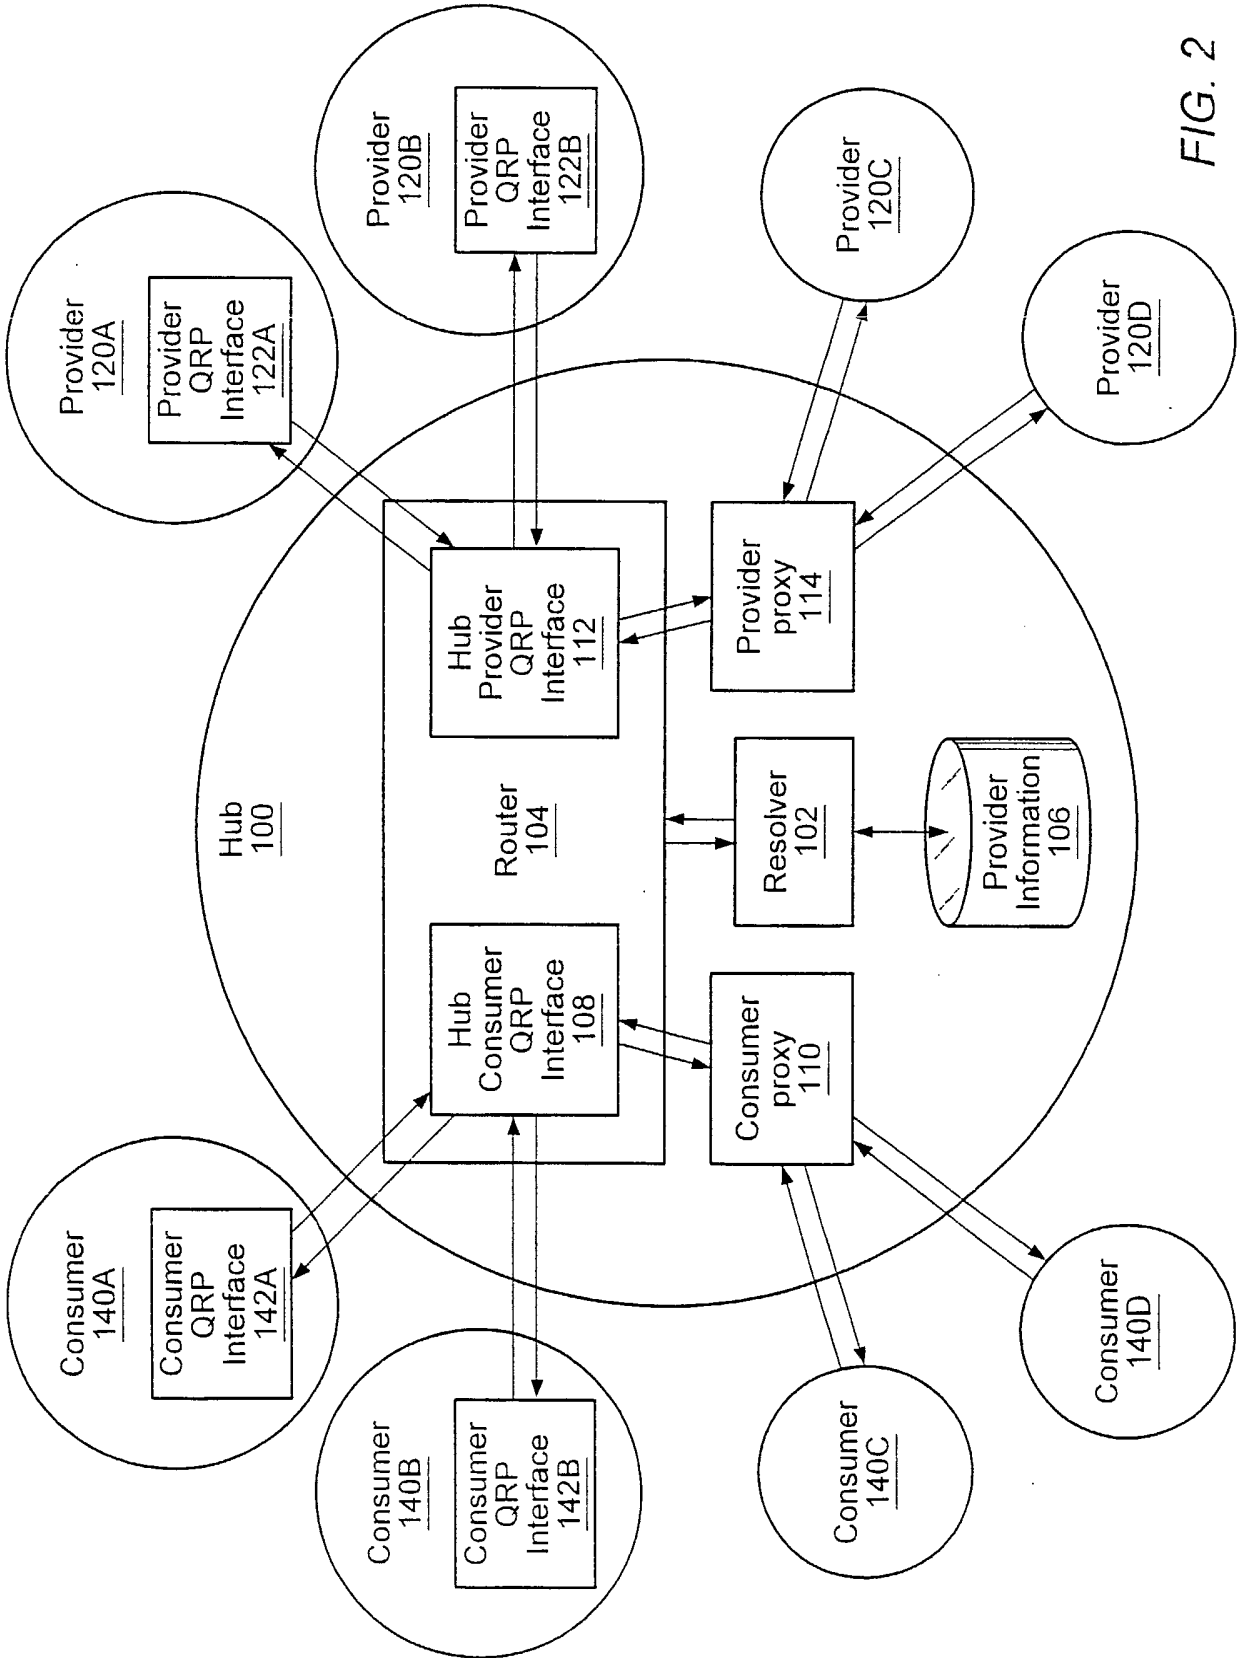 Consumer
140A
Consumer
QRP
Interface
142A
Hub
100
Provider
120A
Provider
QRP
Interface
122A
Consumer
140B
Consumer
QRP
Interface
142B
Hub
Consumer
QRP
Interface
108
Router
104
Hub
Provider
QRP
Interface
112
Provider
120B
Provider
QRP
Interface
122B
Consumer
140C
Consumer
proxy
110
Resolver
102
Provider
proxy
114
Provider
120C
Consumer
140D
Provider
Information
106
Provider
120D
FIG. 2